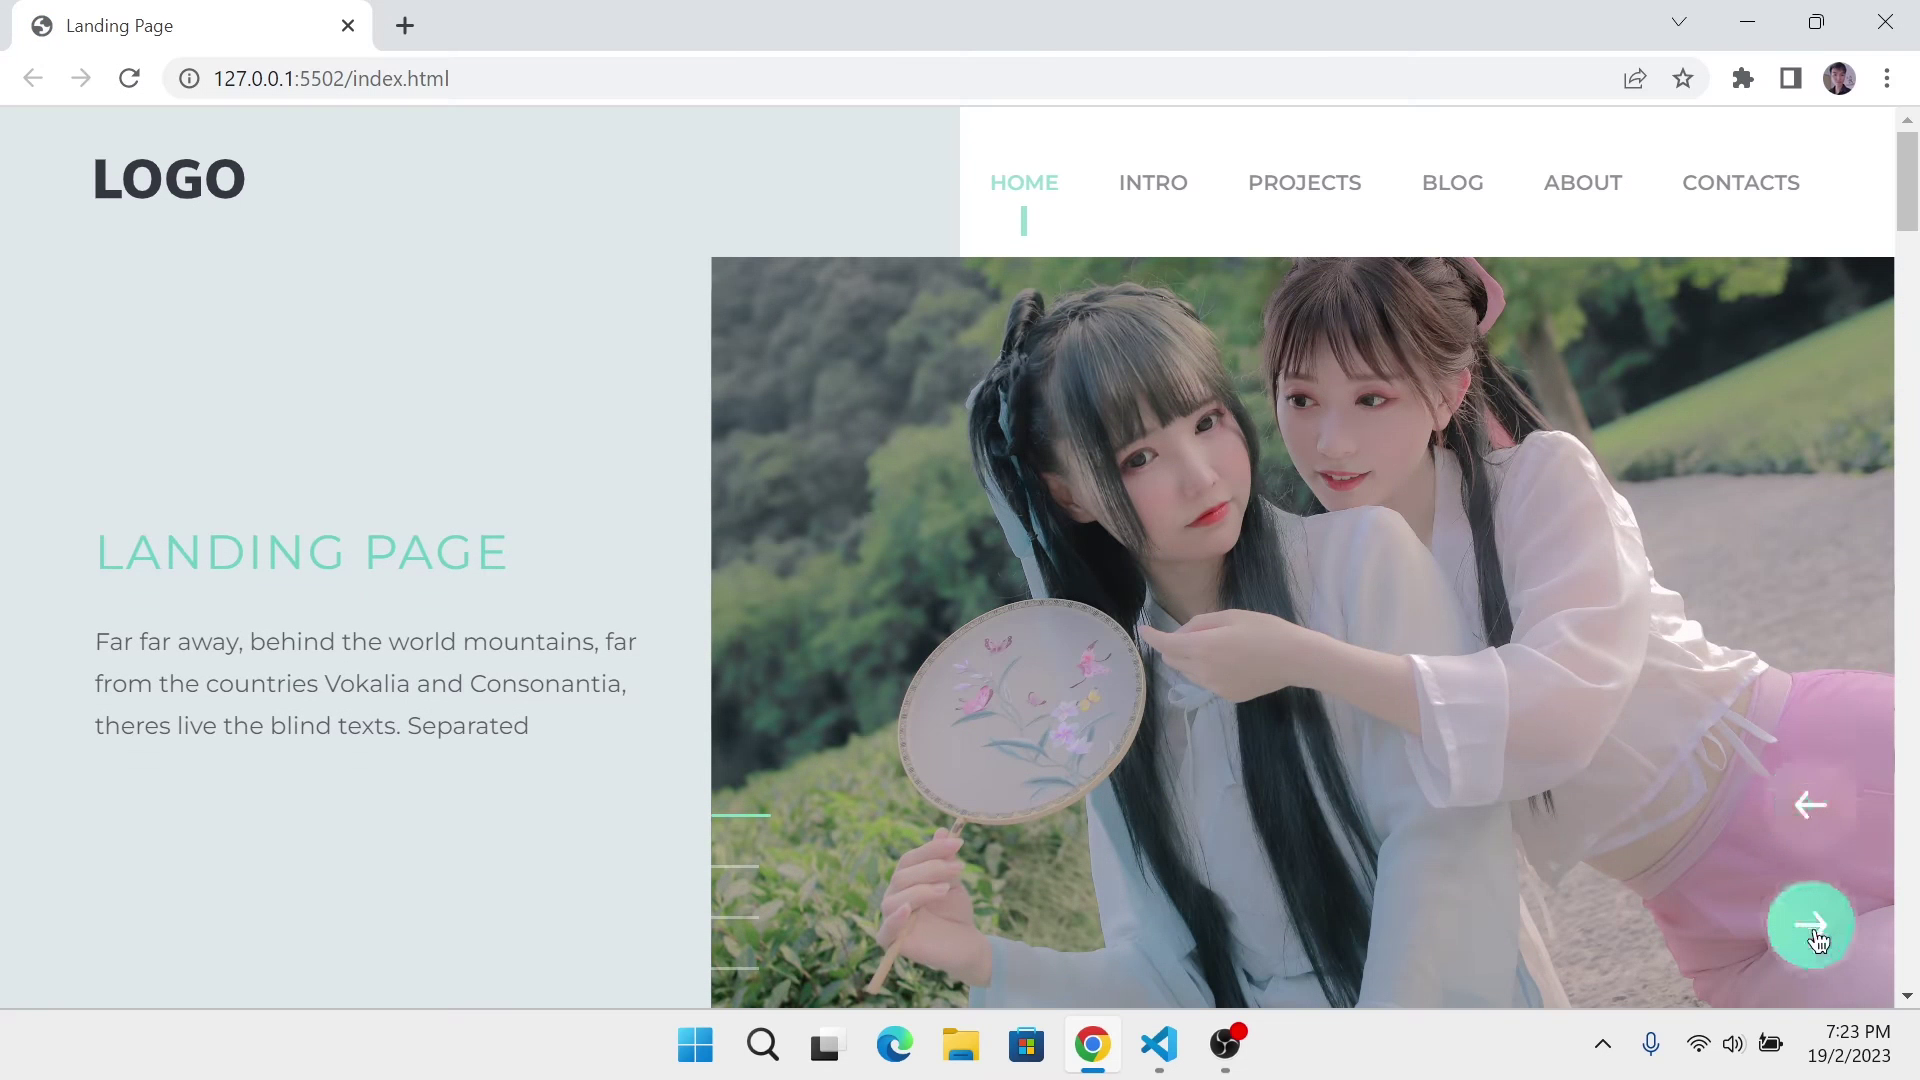 Landing Page
127.0.0.1:5502/index.html
LOGO
HOME
INTRO
PROJECTS
BLOG
ABOUT
CONTACTS
LANDING PAGE
Far far away, behind the world mountains, far
from the countries Vokalia and Consonantia,
theres live the blind texts. Separated
7:23 PM
19/2/2023